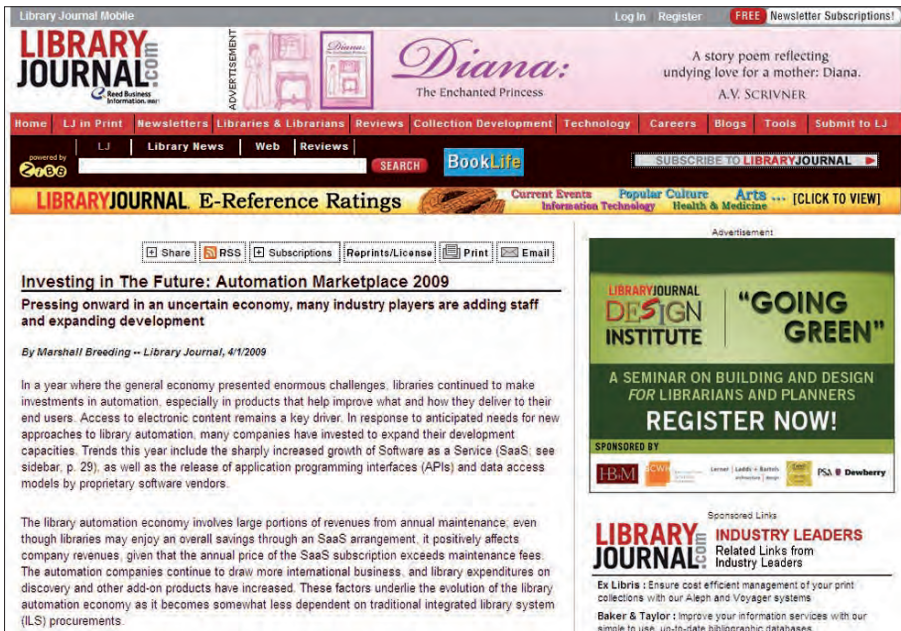 Library Journal Mobile
Log In Register FREE Newsletter Subscriptions!
LIBRARY
JOURNAL.com
Reed Business
Information.
ADVERTISEMENT
Diana:
The Enchanted Princess
A story poem reflecting
undying love for a mother: Diana.
A.V. SCRIVNER
Home LJ in Print Newsletters Libraries & Librarians Reviews Collection Development Technology Careers Blogs Tools Submit to LJ
LJ Library News Web Reviews
powered by
ZiBB
SEARCH
BookLife
SUBSCRIBE TO LIBRARYJOURNAL
LIBRARYJOURNAL E-Reference Ratings
Current Events Popular Culture Arts ... [CLICK TO VIEW]
Information Technology Health & Medicine
Share RSS Subscriptions Reprints/License Print Email
Investing in The Future: Automation Marketplace 2009
Pressing onward in an uncertain economy, many industry players are adding staff
and expanding development
By Marshall Breeding -- Library Journal, 4/1/2009
In a year where the general economy presented enormous challenges, libraries continued to make
investments in automation, especially in products that help improve what and how they deliver to their
end users. Access to electronic content remains a key driver. In response to anticipated needs for new
approaches to library automation, many companies have invested to expand their development
capacities. Trends this year include the sharply increased growth of Software as a Service (SaaS; see
sidebar, p. 29), as well as the release of application programming interfaces (APIs) and data access
models by proprietary software vendors.
The library automation economy involves large portions of revenues from annual maintenance; even
though libraries may enjoy an overall savings through an SaaS arrangement, it positively affects
company revenues, given that the annual price of the SaaS subscription exceeds maintenance fees.
The automation companies continue to draw more international business, and library expenditures on
discovery and other add-on products have increased. These factors underlie the evolution of the library
automation economy as it becomes somewhat less dependent on traditional integrated library system
(ILS) procurements.
Advertisement
LIBRARYJOURNAL
DESIGN
INSTITUTE
"GOING
GREEN"
A SEMINAR ON BUILDING AND DESIGN
FOR LIBRARIANS AND PLANNERS
REGISTER NOW!
SPONSORED BY
HBM BCWH Lerner | Ladds + Bartels PSA Dewberry
Sponsored Links
LIBRARY
JOURNAL.com
INDUSTRY LEADERS
Related Links from
Industry Leaders
Ex Libris : Ensure cost efficient management of your print
collections with our Aleph and Voyager systems
Baker & Taylor : Improve your information services with our
simple to use, up-to-date bibliographic databases